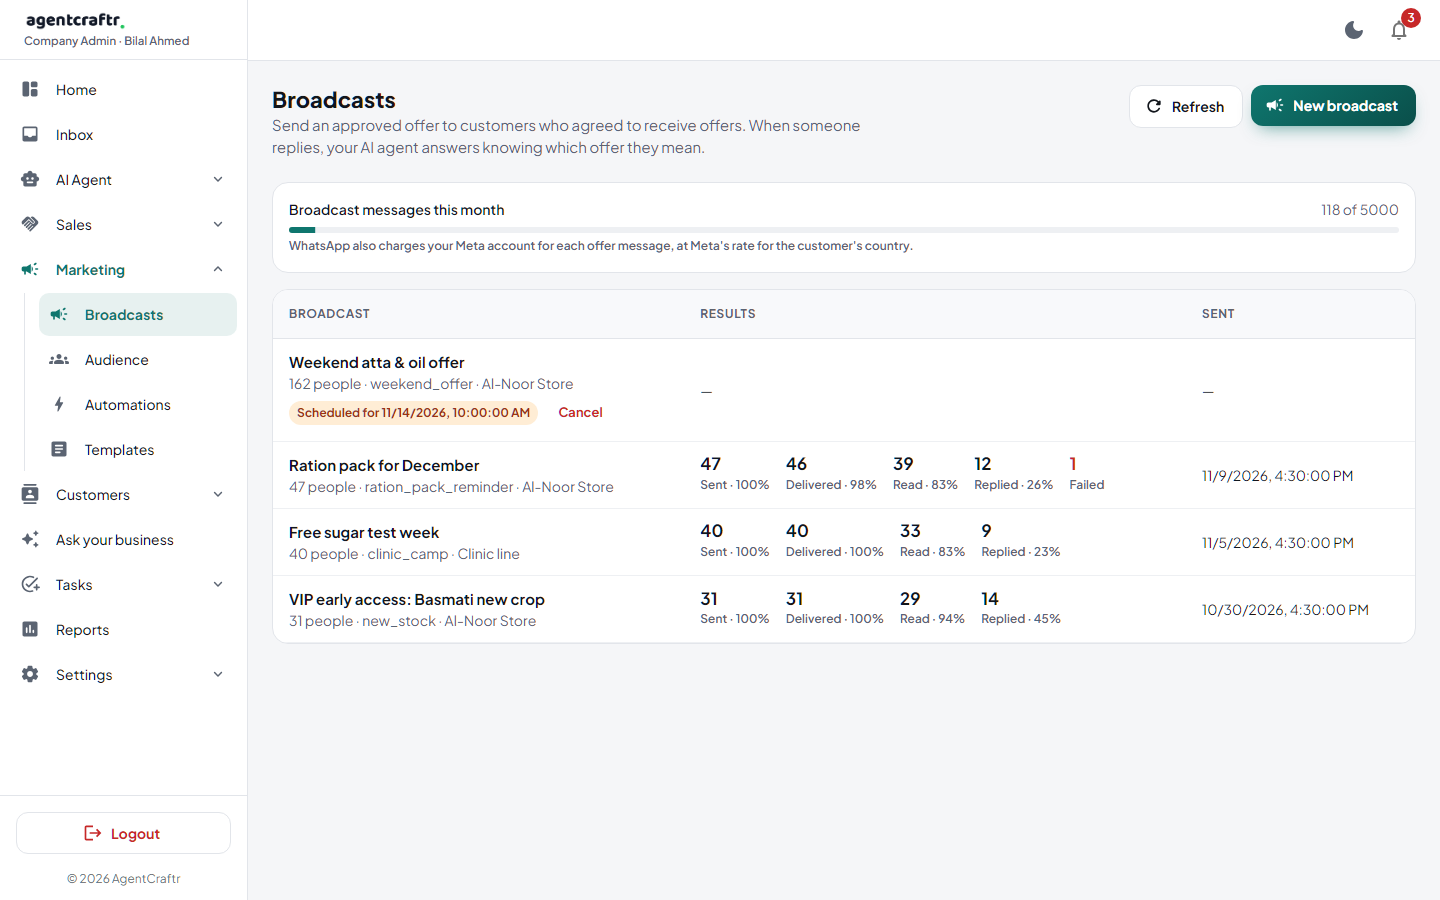 agentcraftr.
Company Admin · Bilal Ahmed
3
Home
Inbox
AI Agent
Sales
Marketing
Broadcasts
Audience
Automations
Templates
Customers
Ask your business
Tasks
Reports
Settings
Logout
© 2026 AgentCraftr
Broadcasts
Send an approved offer to customers who agreed to receive offers. When someone
replies, your AI agent answers knowing which offer they mean.
Refresh
New broadcast
Broadcast messages this month
118 of 5000
WhatsApp also charges your Meta account for each offer message, at Meta's rate for the customer's country.
BROADCAST RESULTS SENT
Weekend atta & oil offer
162 people · weekend_offer · Al-Noor Store
Scheduled for 11/14/2026, 10:00:00 AM Cancel
— —
Ration pack for December
47 people · ration_pack_reminder · Al-Noor Store
47 46 39 12 1
Sent · 100% Delivered · 98% Read · 83% Replied · 26% Failed
11/9/2026, 4:30:00 PM
Free sugar test week
40 people · clinic_camp · Clinic line
40 40 33 9
Sent · 100% Delivered · 100% Read · 83% Replied · 23%
11/5/2026, 4:30:00 PM
VIP early access: Basmati new crop
31 people · new_stock · Al-Noor Store
31 31 29 14
Sent · 100% Delivered · 100% Read · 94% Replied · 45%
10/30/2026, 4:30:00 PM